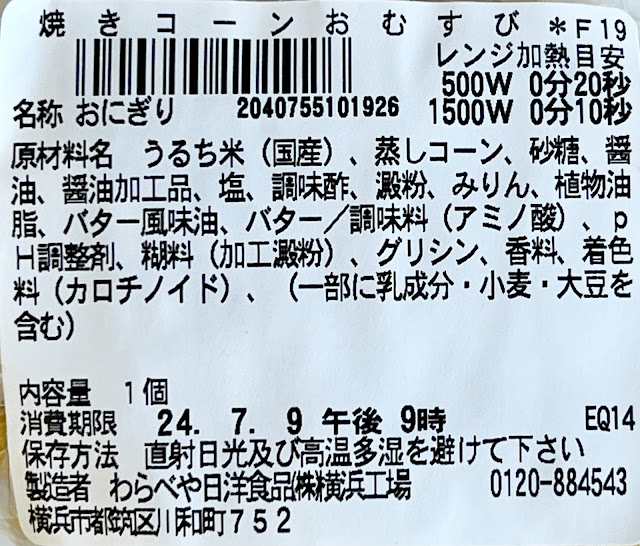 焼きコーンおむすび ＊F19
レンジ加熱目安
500W 0分20秒
名称 おにぎり 2040755101926 1500W 0分10秒
原材料名 うるち米（国産）、蒸しコーン、砂糖、醤
油、醤油加工品、塩、調味酢、澱粉、みりん、植物油
脂、バター風味油、バター／調味料（アミノ酸）、p
H調整剤、糊料（加工澱粉）、グリシン、香料、着色
料（カロチノイド）、（一部に乳成分・小麦・大豆を
含む）
内容量 1個
消費期限 24. 7. 9 午後 9時 EQ14
保存方法 直射日光及び高温多湿を避けて下さい
製造者 わらべや日洋食品㈱横浜工場 0120-884543
横浜市都筑区川和町752